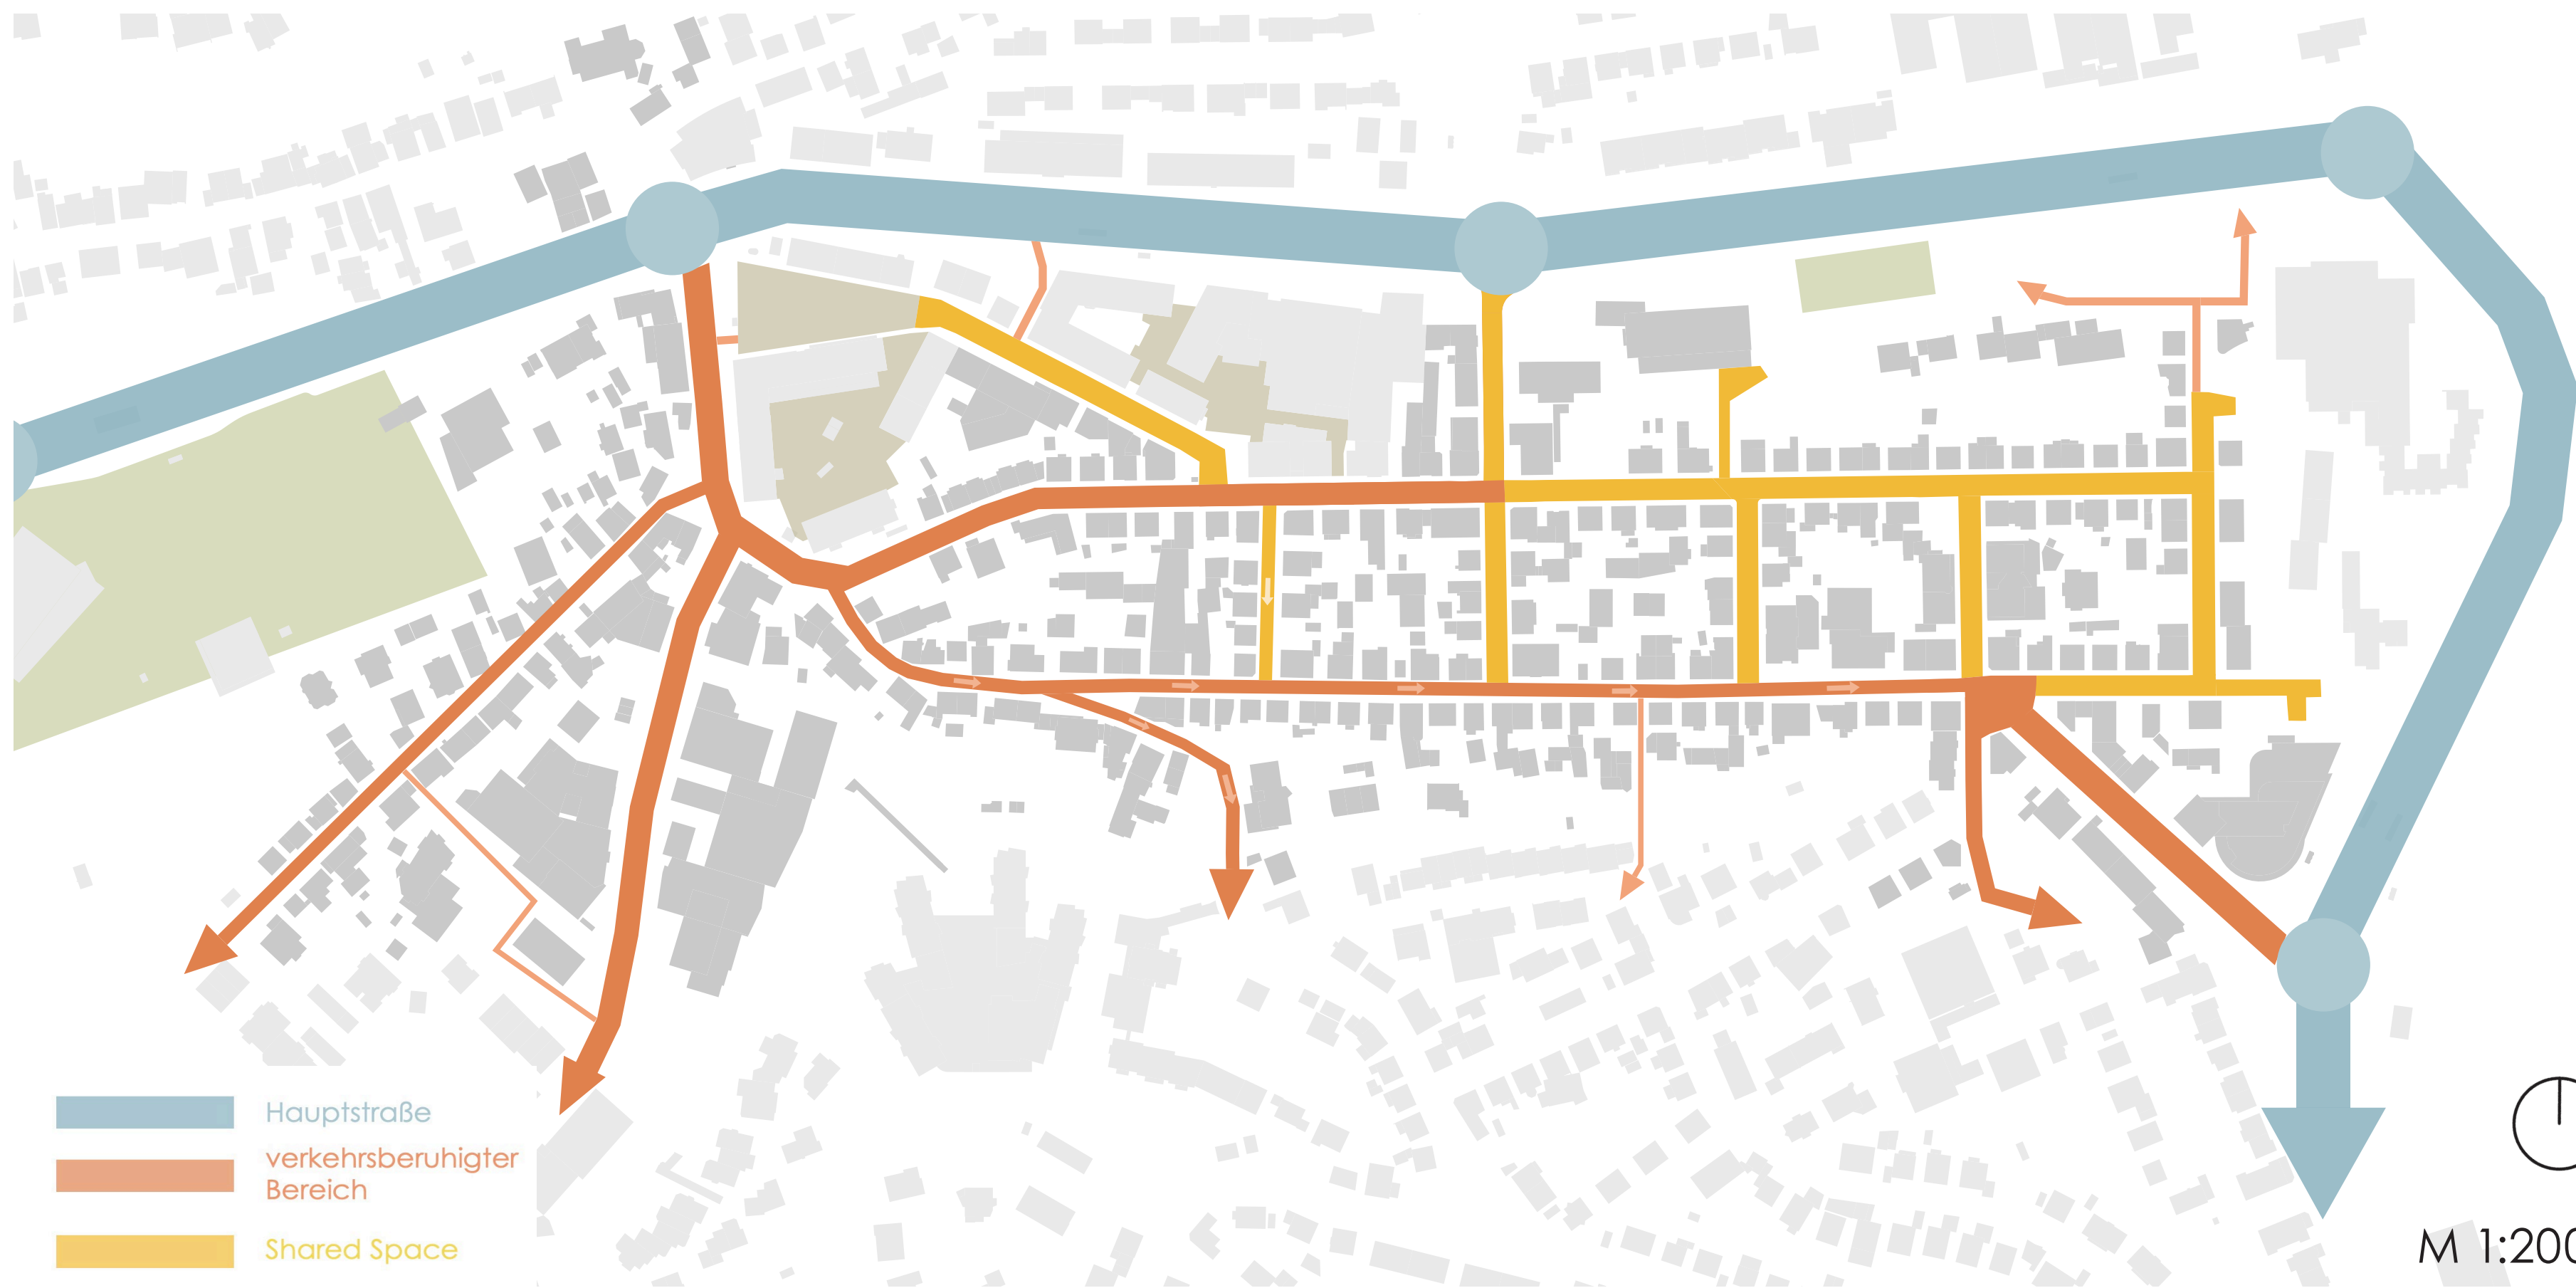 Hauptstraße
verkehrsberuhigter
Bereich
Shared Space
M 1:200